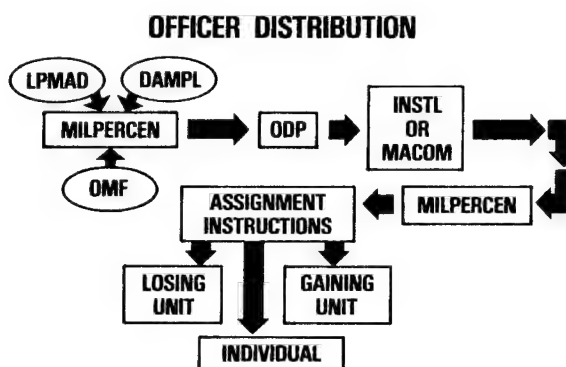 OFFICER DISTRIBUTION
LPMAD
DAMPL
MILPERCEN
ODP
INSTL
OR
MACOM
OMF
ASSIGNMENT
INSTRUCTIONS
MILPERCEN
LOSING
UNIT
GAINING
UNIT
INDIVIDUAL